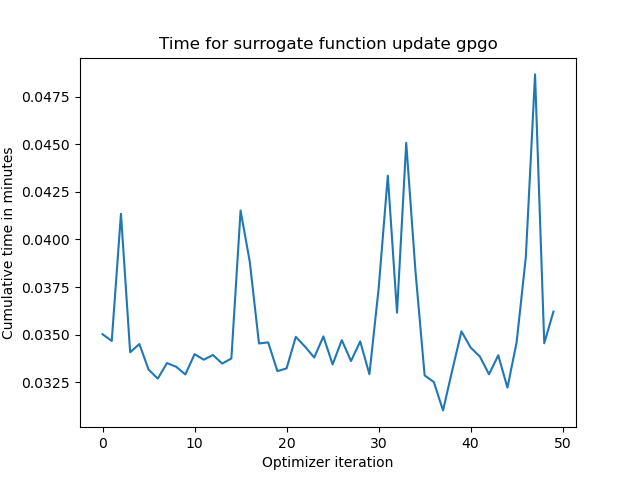 Time for surrogate function update gpgo
Cumulative time in minutes
0.0475
0.0450
0.0425
0.0400
0.0375
0.0350
0.0325
0 10 20 30 40 50
Optimizer iteration